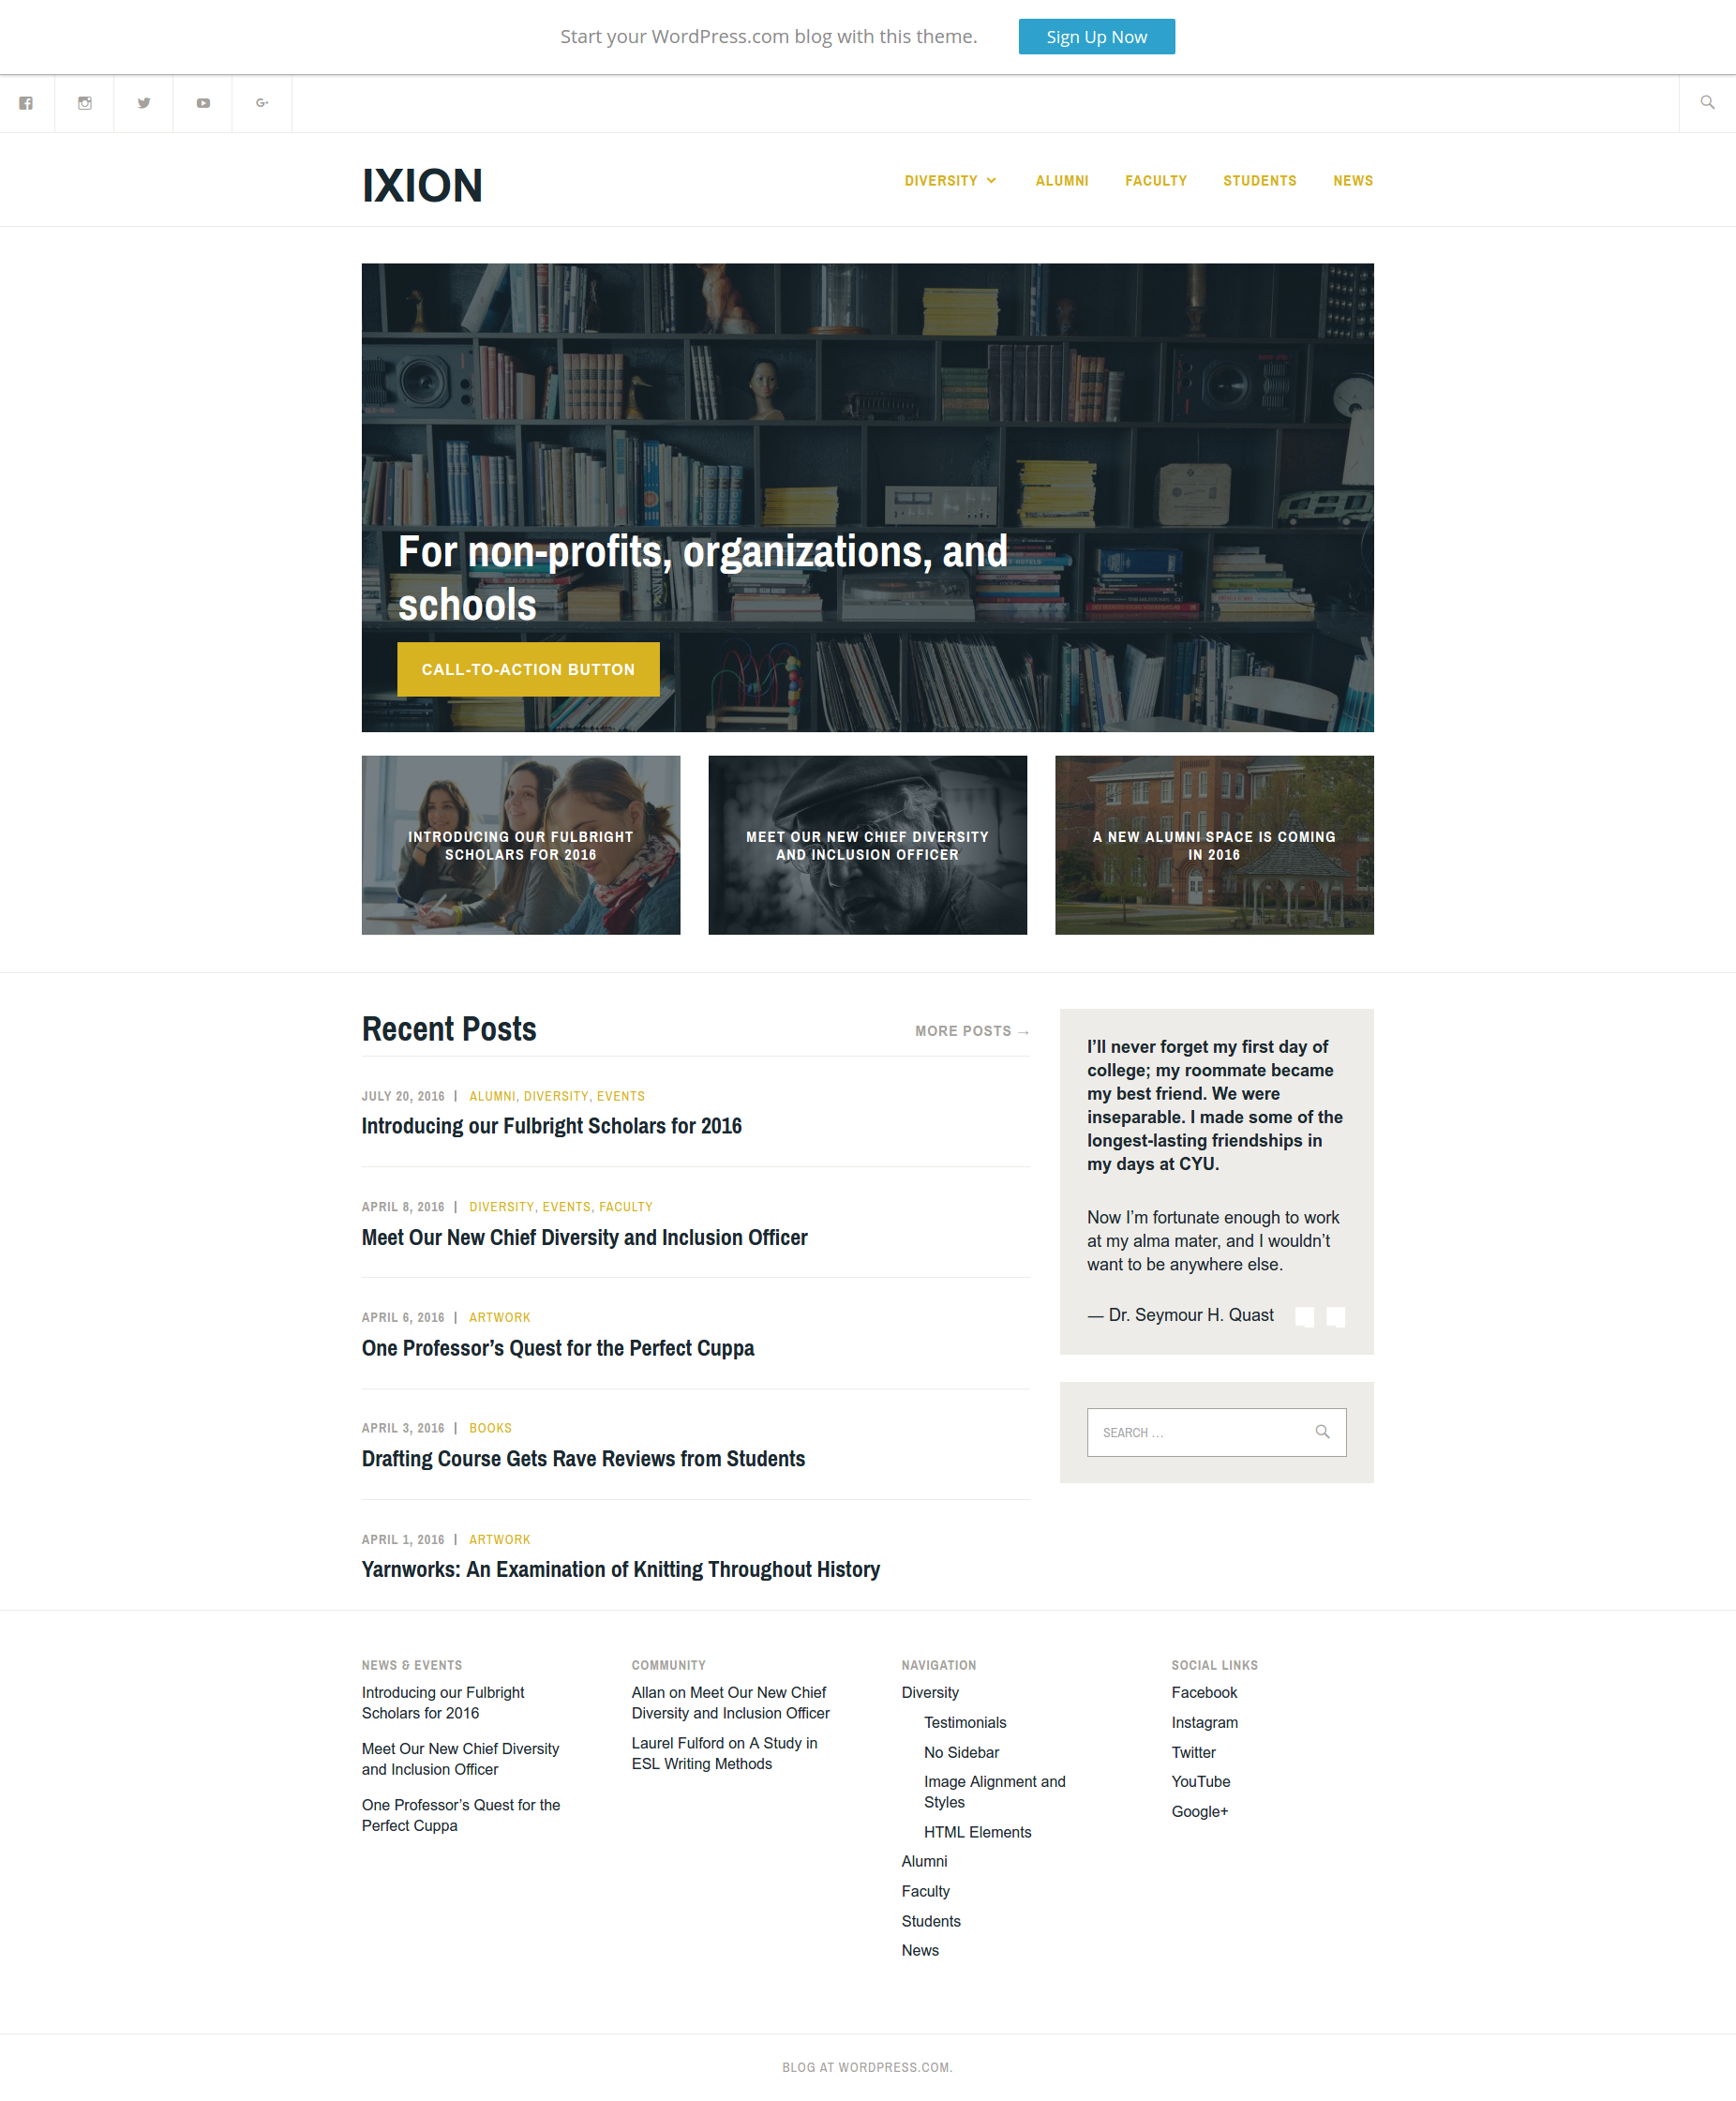 Start your WordPress.com blog with this theme.
Sign Up Now
IXION
DIVERSITY
ALUMNI
FACULTY
STUDENTS
NEWS
For non-profits, organizations, and
schools
CALL-TO-ACTION BUTTON
INTRODUCING OUR FULBRIGHT
SCHOLARS FOR 2016
MEET OUR NEW CHIEF DIVERSITY
AND INCLUSION OFFICER
A NEW ALUMNI SPACE IS COMING
IN 2016
Recent Posts
MORE POSTS →
JULY 20, 2016 | ALUMNI, DIVERSITY, EVENTS
Introducing our Fulbright Scholars for 2016
APRIL 8, 2016 | DIVERSITY, EVENTS, FACULTY
Meet Our New Chief Diversity and Inclusion Officer
APRIL 6, 2016 | ARTWORK
One Professor’s Quest for the Perfect Cuppa
APRIL 3, 2016 | BOOKS
Drafting Course Gets Rave Reviews from Students
APRIL 1, 2016 | ARTWORK
Yarnworks: An Examination of Knitting Throughout History
I’ll never forget my first day of
college; my roommate became
my best friend. We were
inseparable. I made some of the
longest-lasting friendships in
my days at CYU.
Now I’m fortunate enough to work
at my alma mater, and I wouldn’t
want to be anywhere else.
— Dr. Seymour H. Quast
SEARCH …
NEWS & EVENTS
Introducing our Fulbright
Scholars for 2016
Meet Our New Chief Diversity
and Inclusion Officer
One Professor’s Quest for the
Perfect Cuppa
COMMUNITY
Allan on Meet Our New Chief
Diversity and Inclusion Officer
Laurel Fulford on A Study in
ESL Writing Methods
NAVIGATION
Diversity
Testimonials
No Sidebar
Image Alignment and
Styles
HTML Elements
Alumni
Faculty
Students
News
SOCIAL LINKS
Facebook
Instagram
Twitter
YouTube
Google+
BLOG AT WORDPRESS.COM.